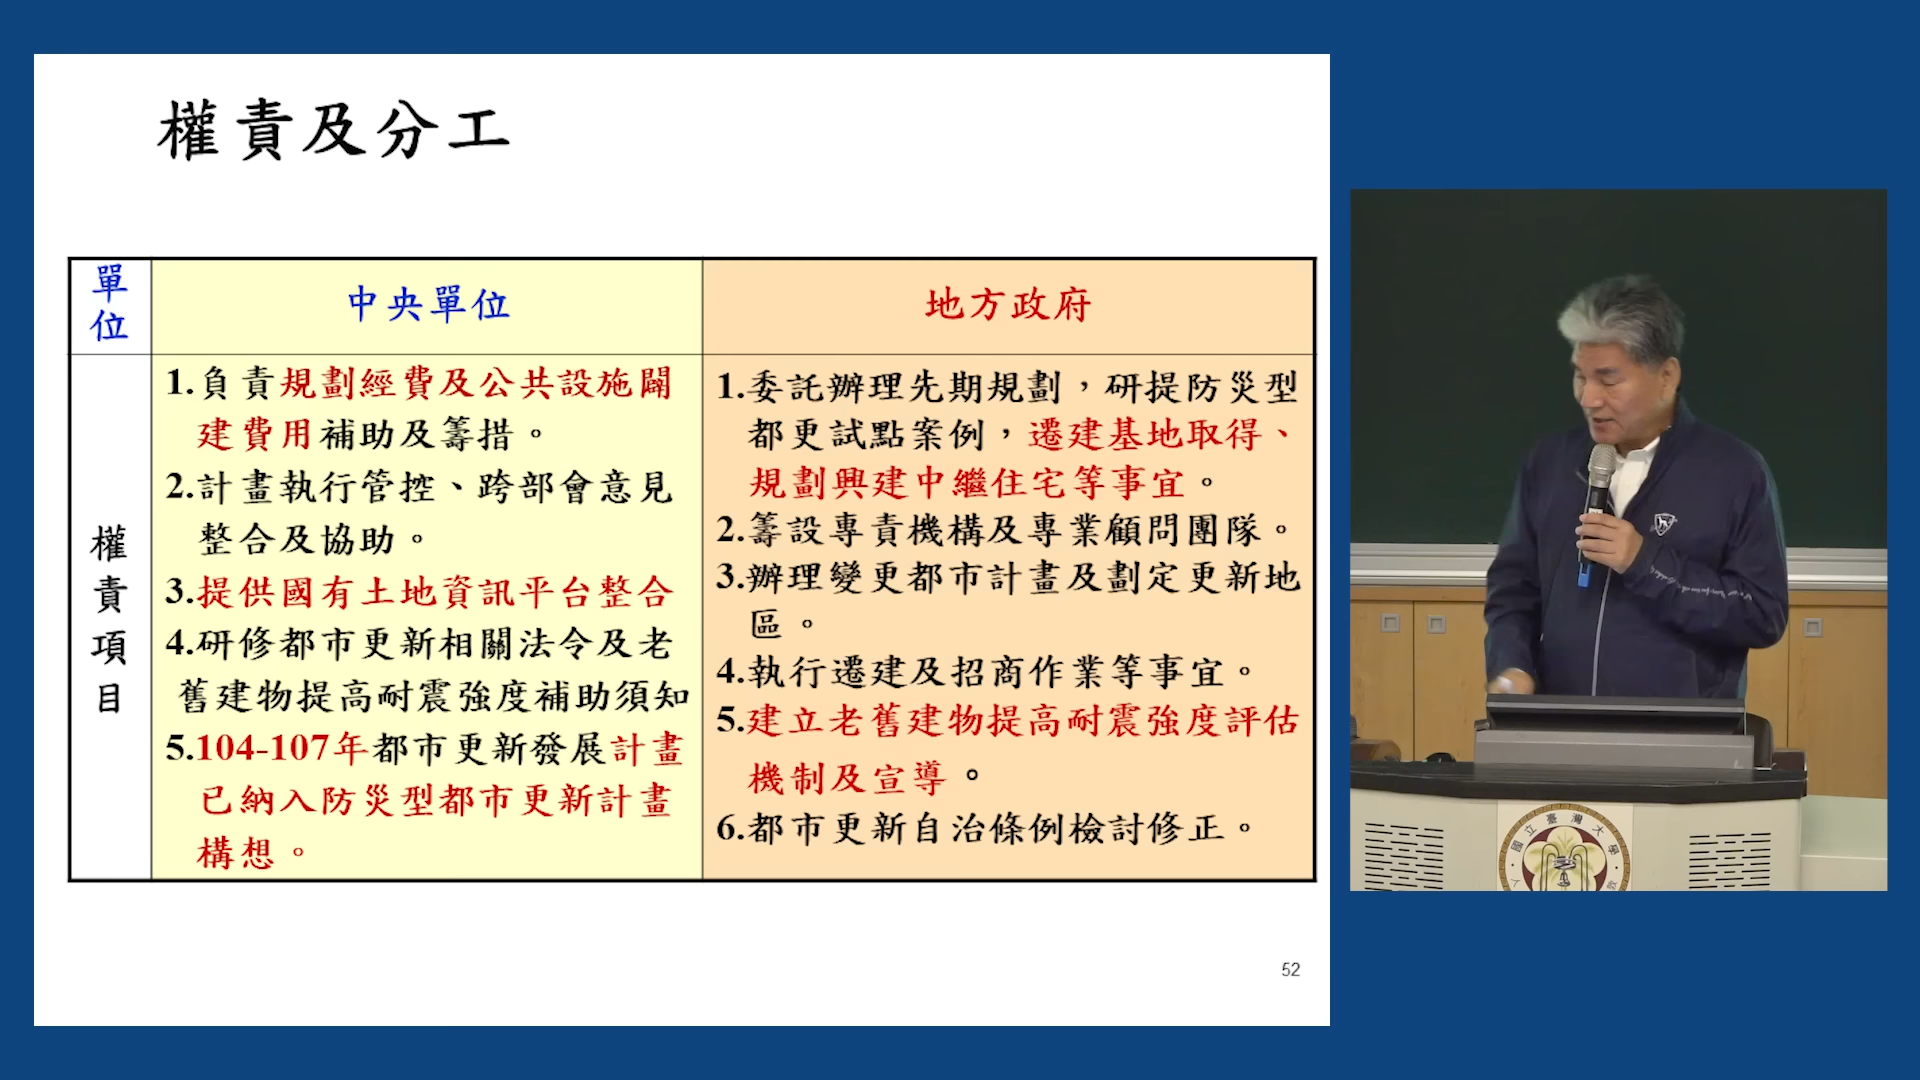 權責及分工
單位
中央單位
地方政府
權責項目
1.負責規劃經費及公共設施闢
建費用補助及籌措。
2.計畫執行管控、跨部會意見
整合及協助。
3.提供國有土地資訊平台整合
4.研修都市更新相關法令及老
舊建物提高耐震強度補助須知
5.104-107年都市更新發展計畫
已納入防災型都市更新計畫
構想。
1.委託辦理先期規劃，研提防災型
都更試點案例，遷建基地取得、
規劃興建中繼住宅等事宜。
2.籌設專責機構及專業顧問團隊。
3.辦理變更都市計畫及劃定更新地
區。
4.執行遷建及招商作業等事宜。
5.建立老舊建物提高耐震強度評估
機制及宣導。
6.都市更新自治條例檢討修正。
52
國立臺灣大學